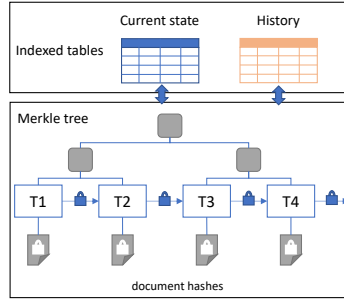 Current state
History
Indexed tables
Merkle tree
T1
T2
T3
T4
document hashes